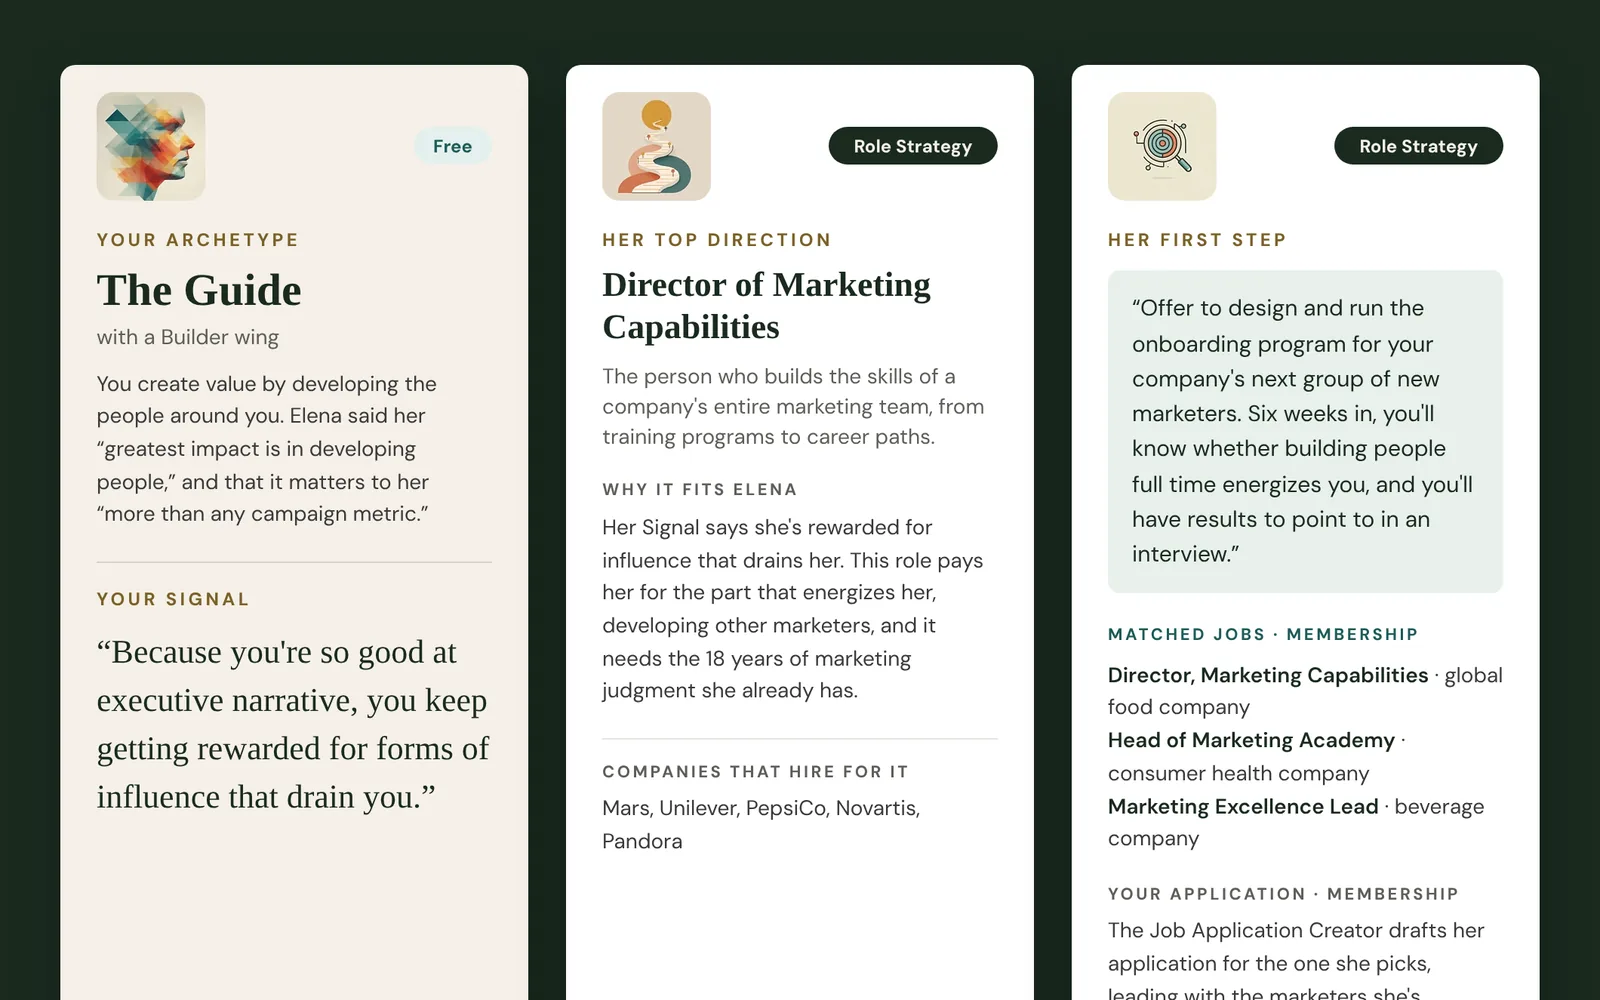 Free
YOUR ARCHETYPE
The Guide
with a Builder wing
You create value by developing the
people around you. Elena said her
“greatest impact is in developing
people,” and that it matters to her
“more than any campaign metric.”
YOUR SIGNAL
“Because you're so good at
executive narrative, you keep
getting rewarded for forms of
influence that drain you.”
Role Strategy
HER TOP DIRECTION
Director of Marketing
Capabilities
The person who builds the skills of a
company's entire marketing team, from
training programs to career paths.
WHY IT FITS ELENA
Her Signal says she's rewarded for
influence that drains her. This role pays
her for the part that energizes her,
developing other marketers, and it
needs the 18 years of marketing
judgment she already has.
COMPANIES THAT HIRE FOR IT
Mars, Unilever, PepsiCo, Novartis,
Pandora
Role Strategy
HER FIRST STEP
“Offer to design and run the
onboarding program for your
company's next group of new
marketers. Six weeks in, you'll
know whether building people
full time energizes you, and you'll
have results to point to in an
interview.”
MATCHED JOBS · MEMBERSHIP
Director, Marketing Capabilities · global
food company
Head of Marketing Academy ·
consumer health company
Marketing Excellence Lead · beverage
company
YOUR APPLICATION · MEMBERSHIP
The Job Application Creator drafts her
application for the one she picks,
leading with the marketers she's